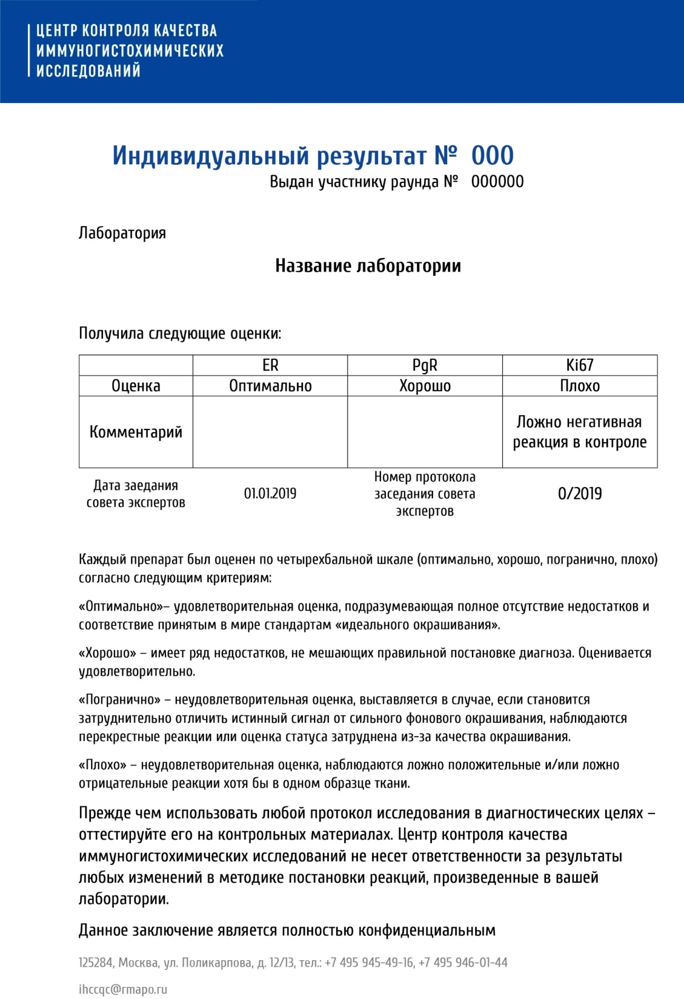 ЦЕНТР КОНТРОЛЯ КАЧЕСТВА
ИММУНОГИСТОХИМИЧЕСКИХ
ИССЛЕДОВАНИЙ
Индивидуальный результат № 000
Выдан участнику раунда № 000000
Лаборатория
Название лаборатории
Получила следующие оценки:
ER PgR Ki67
Оценка Оптимально Хорошо Плохо
Комментарий
Ложно негативная
реакция в контроле
Дата заедания
совета экспертов
01.01.2019
Номер протокола
заседания совета
экспертов
0/2019
Каждый препарат был оценен по четырехбальной шкале (оптимально, хорошо, погранично, плохо)
согласно следующим критериям:
«Оптимально»– удовлетворительная оценка, подразумевающая полное отсутствие недостатков и
соответствие принятым в мире стандартам «идеального окрашивания».
«Хорошо» – имеет ряд недостатков, не мешающих правильной постановке диагноза. Оценивается
удовлетворительно.
«Погранично» – неудовлетворительная оценка, выставляется в случае, если становится
затруднительно отличить истинный сигнал от сильного фонового окрашивания, наблюдаются
перекрестные реакции или оценка статуса затруднена из-за качества окрашивания.
«Плохо» – неудовлетворительная оценка, наблюдаются ложно положительные и/или ложно
отрицательные реакции хотя бы в одном образце ткани.
Прежде чем использовать любой протокол исследования в диагностических целях –
оттестируйте его на контрольных материалах. Центр контроля качества
иммуногистохимических исследований не несет ответственности за результаты
любых изменений в методике постановки реакций, произведенные в вашей
лаборатории.
Данное заключение является полностью конфиденциальным
125284, Москва, ул. Поликарпова, д. 12/13, тел.: +7 495 945-49-16, +7 495 946-01-44
ihccqc@rmapo.ru